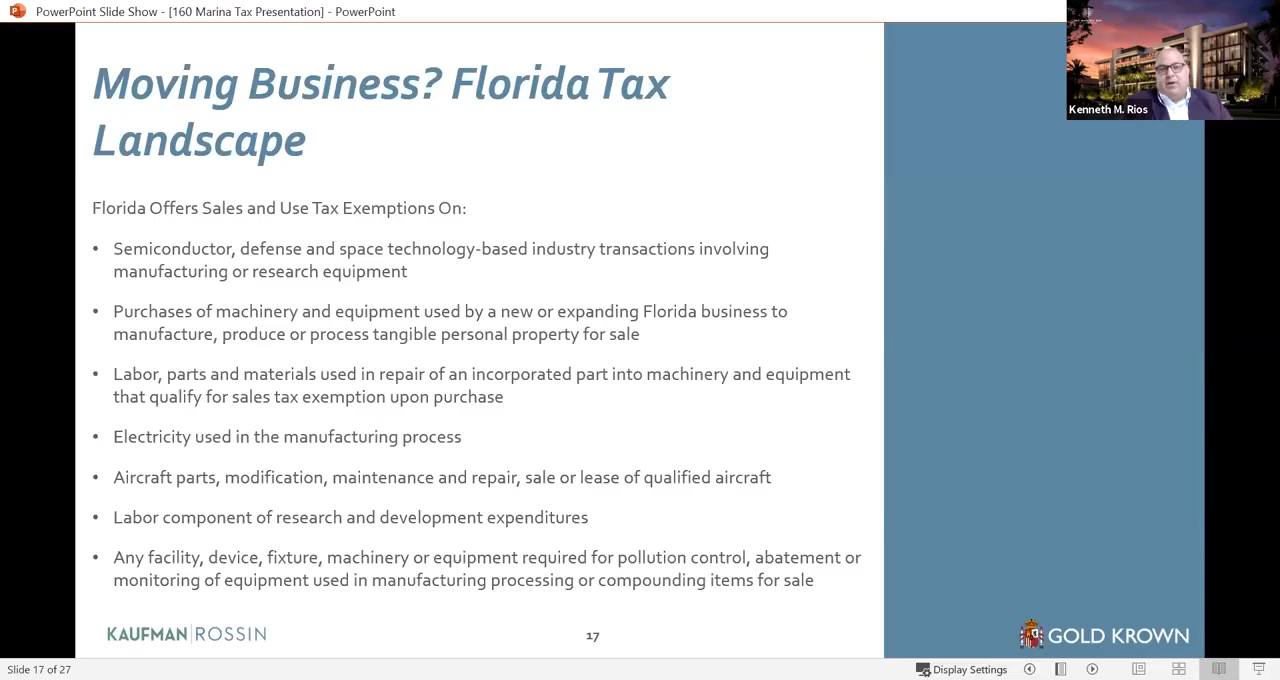 PowerPoint Slide Show - [160 Marina Tax Presentation] - PowerPoint
Kenneth M. Rios
Moving Business? Florida Tax
Landscape
Florida Offers Sales and Use Tax Exemptions On:
• Semiconductor, defense and space technology-based industry transactions involving
manufacturing or research equipment
• Purchases of machinery and equipment used by a new or expanding Florida business to
manufacture, produce or process tangible personal property for sale
• Labor, parts and materials used in repair of an incorporated part into machinery and equipment
that qualify for sales tax exemption upon purchase
• Electricity used in the manufacturing process
• Aircraft parts, modification, maintenance and repair, sale or lease of qualified aircraft
• Labor component of research and development expenditures
• Any facility, device, fixture, machinery or equipment required for pollution control, abatement or
monitoring of equipment used in manufacturing processing or compounding items for sale
KAUFMAN ROSSIN
17
GOLD KROWN
Slide 17 of 27
Display Settings